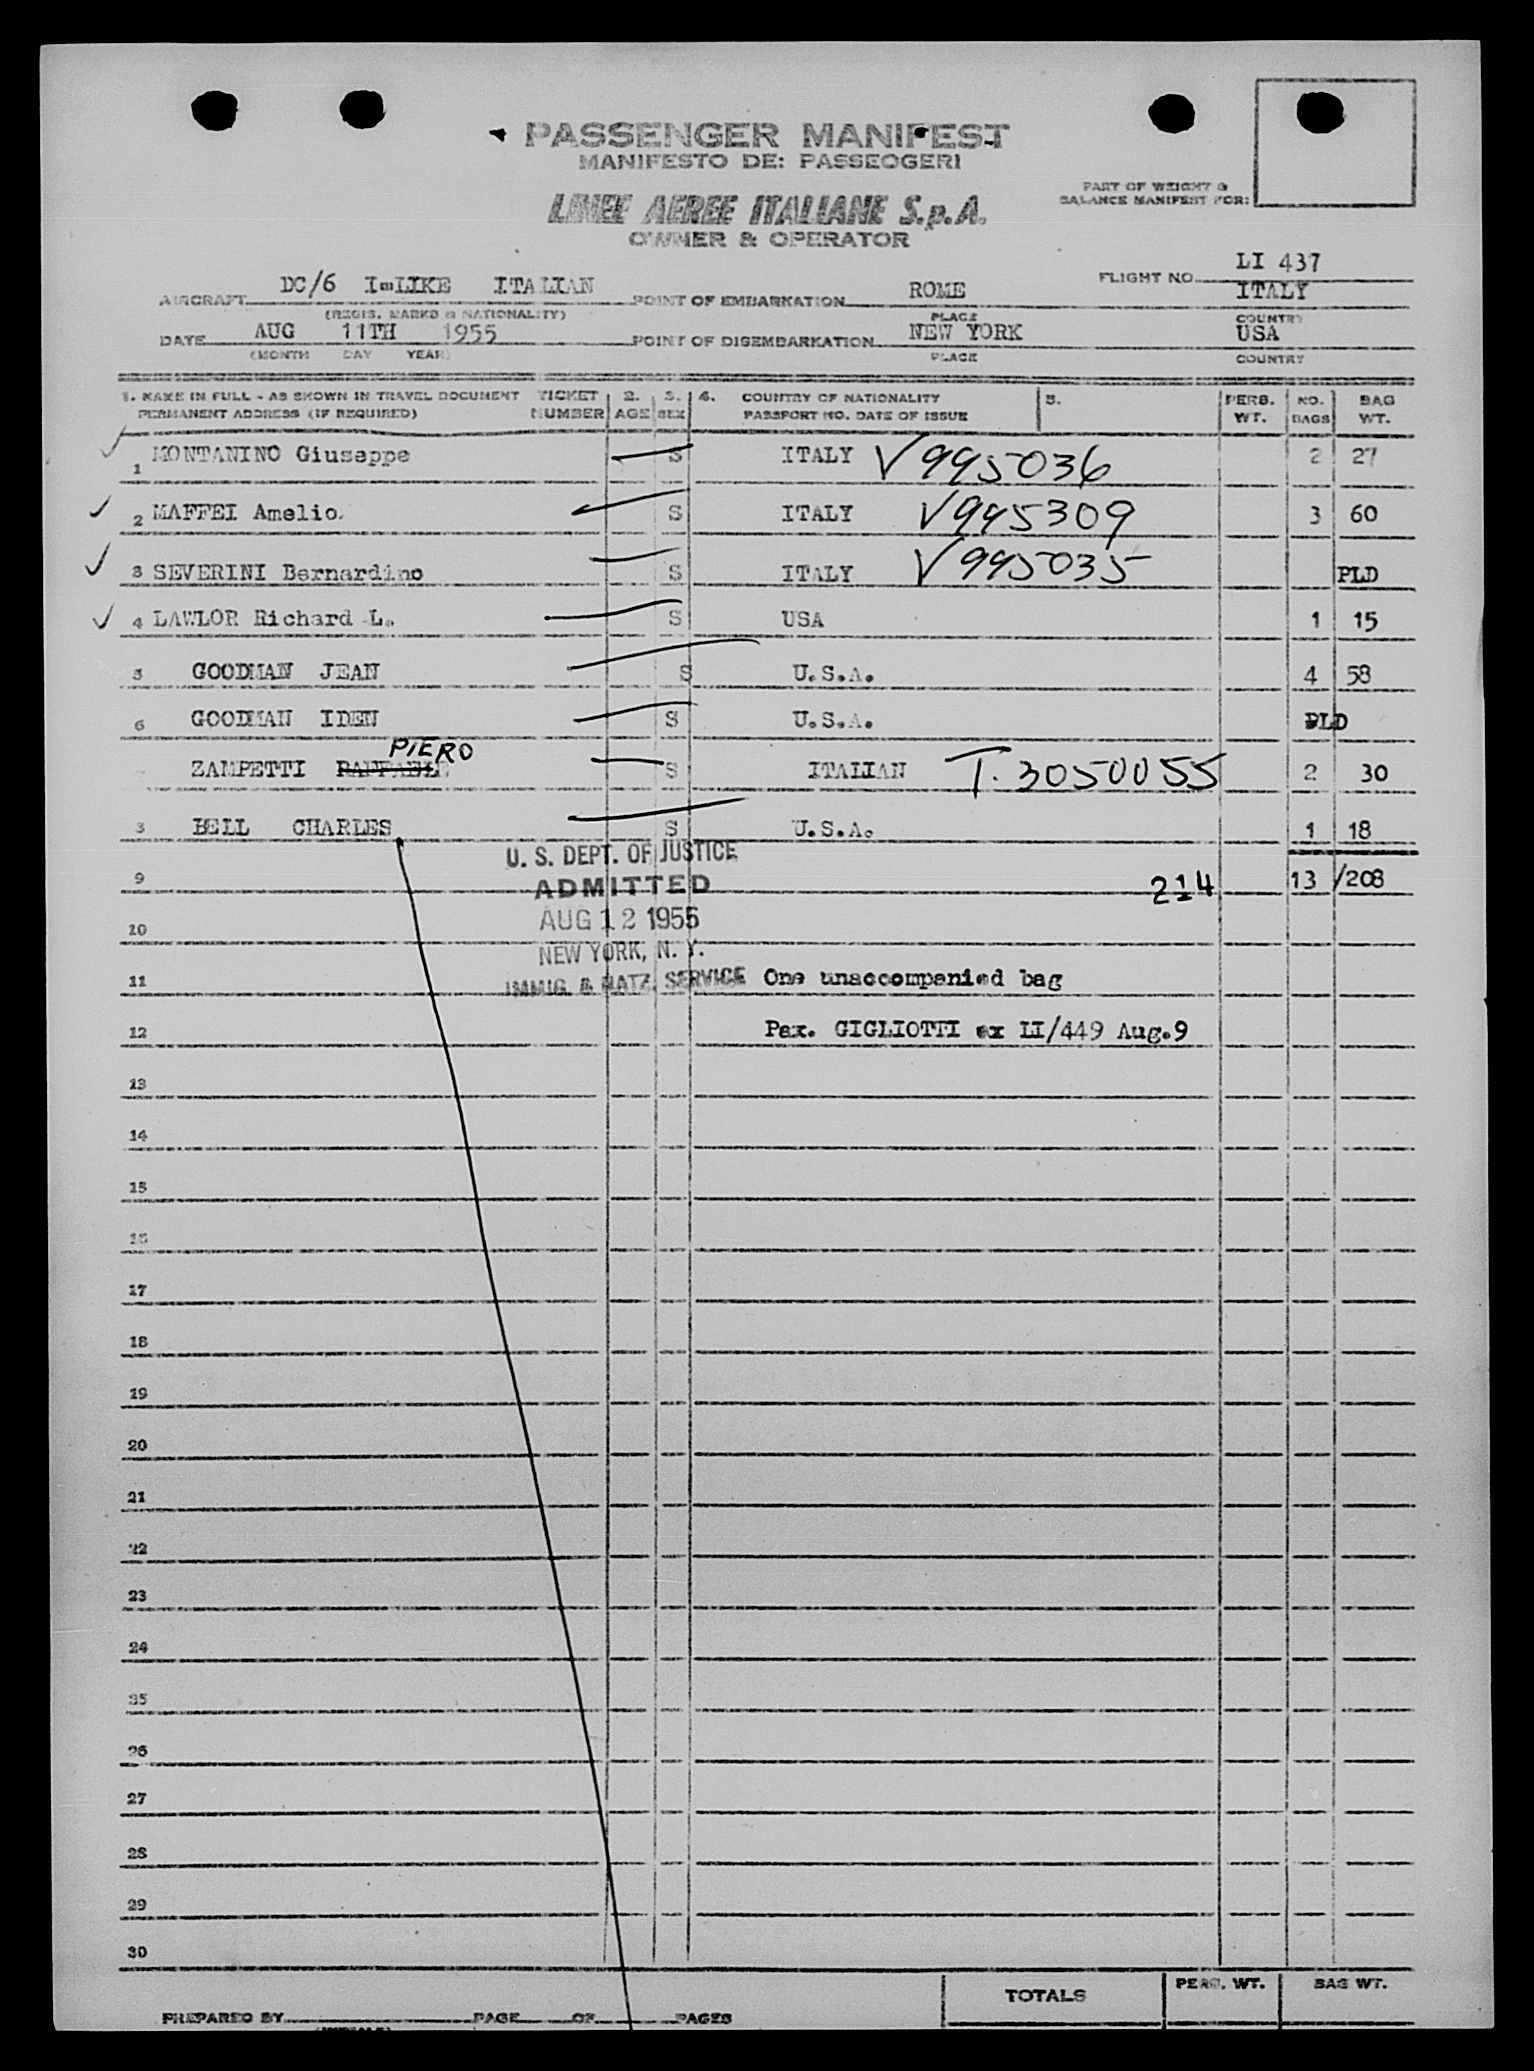 PASSENGER MANIFEST
MANIFESTO DE: PASSEOGERI
PART OF WEIGHT &
BALANCE MANIFEST FOR:
LINEE AEREE ITALIANE S.p.A.
OWNER & OPERATOR
FLIGHT NO. LI 437
AIRCRAFT DC/6 I-LIKE ITALIAN POINT OF EMBARKATION ROME ITALY
(REGIS. MARKS & NATIONALITY) PLACE COUNTRY
DATE AUG 11TH 1955 POINT OF DISEMBARKATION NEW YORK USA
(MONTH DAY YEAR) PLACE COUNTRY
1. NAME IN FULL - AS SHOWN IN TRAVEL DOCUMENT TICKET 2. 3. 4. COUNTRY OF NATIONALITY 5. PERS. NO. BAG
PERMANENT ADDRESS (IF REQUIRED) NUMBER AGE SEX PASSPORT NO. DATE OF ISSUE WT. BAGS WT.
1 MONTANINO Giuseppe S ITALY V995036 2 27
2 MAFFEI Amelio. S ITALY V995309 3 60
3 SEVERINI Bernardino S ITALY V995035 PLD
4 LAWLOR Richard L. S USA 1 15
5 GOODMAN JEAN S U.S.A. 4 58
6 GOODMAN IDEN S U.S.A. PLD
PIERO
ZAMPETTI RAFFAELE S ITALIAN T. 3050055 2 30
8 BELL CHARLES S U.S.A. 1 18
U. S. DEPT. OF JUSTICE
9 ADMITTED 214 13 /208
AUG 12 1955
10
NEW YORK, N. Y.
11 IMMIG. & NATZ. SERVICE One unaccompanied bag
12 Pax. GIGLIOTTI ex LI/449 Aug.9
13
14
15
16
17
18
19
20
21
22
23
24
25
26
27
28
29
30
TOTALS PERS. WT. BAG WT.
PREPARED BY PAGE OF PAGES